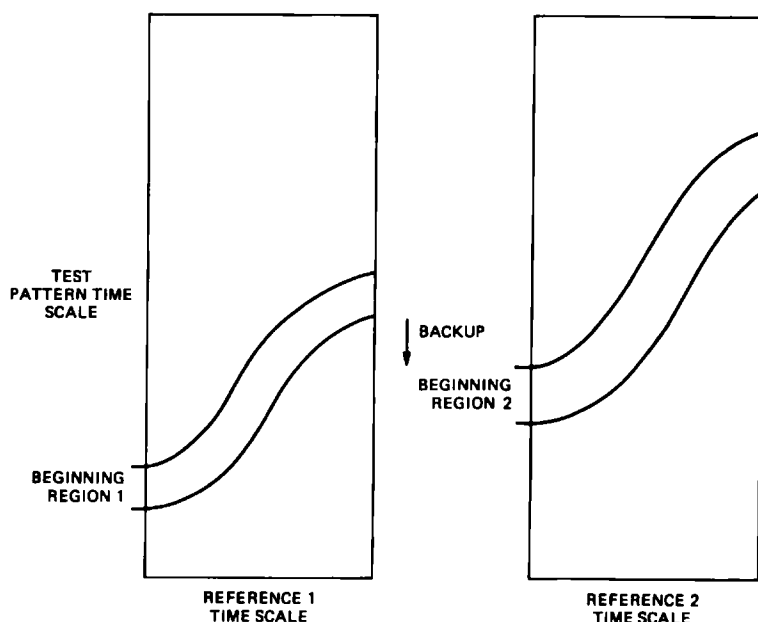 TEST
PATTERN TIME
SCALE
BEGINNING
REGION 1
REFERENCE 1
TIME SCALE
BACKUP
BEGINNING
REGION 2
REFERENCE 2
TIME SCALE